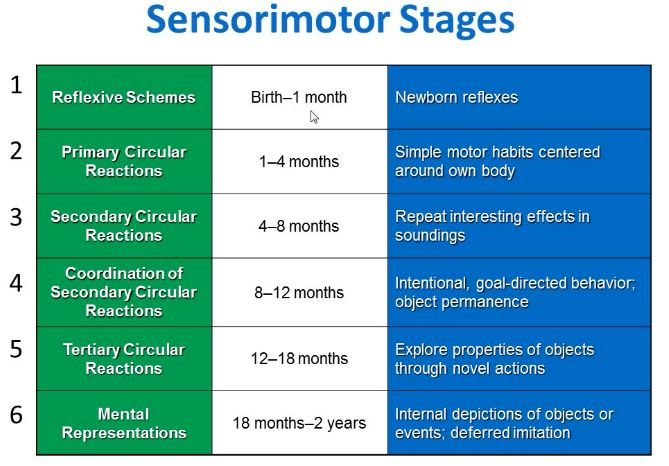 Sensorimotor Stages
1
Reflexive Schemes
Birth–1 month
Newborn reflexes
2
Primary Circular
Reactions
1–4 months
Simple motor habits centered
around own body
3
Secondary Circular
Reactions
4–8 months
Repeat interesting effects in
soundings
4
Coordination of
Secondary Circular
Reactions
8–12 months
Intentional, goal-directed behavior;
object permanence
5
Tertiary Circular
Reactions
12–18 months
Explore properties of objects
through novel actions
6
Mental
Representations
18 months–2 years
Internal depictions of objects or
events; deferred imitation